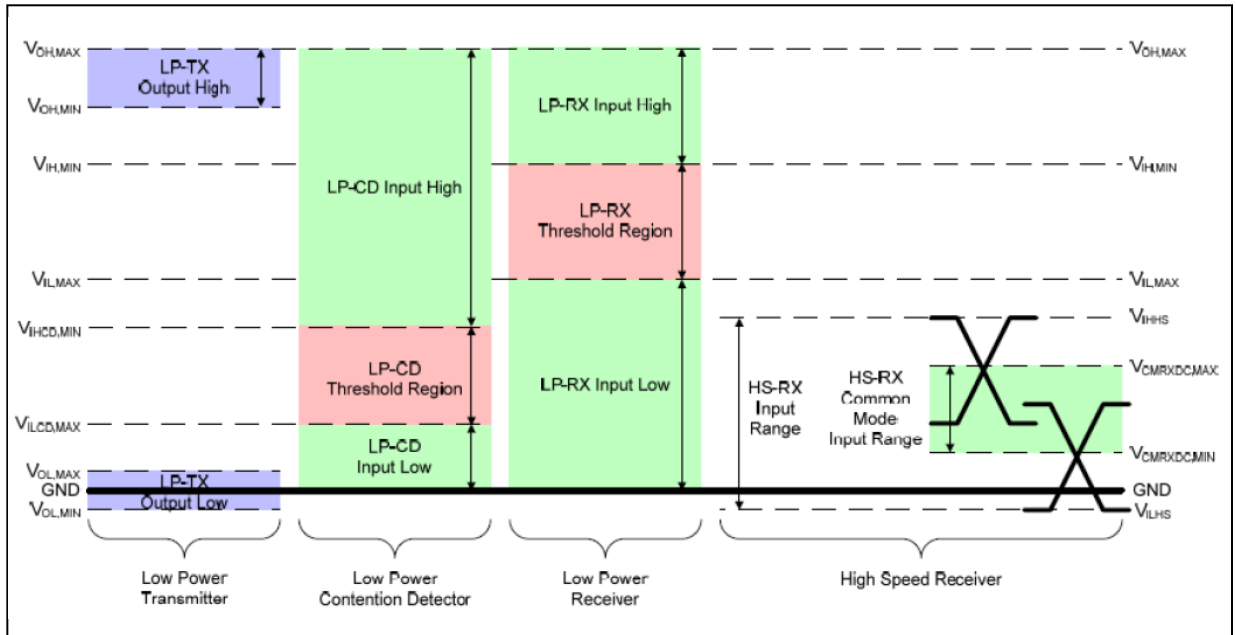 VOH,MAX
LP-TX
Output High
VOH,MIN
VIH,MIN
VIL,MAX
VIHCD,MIN
VILCD,MAX
VOL,MAX
GND
VOL,MIN
LP-TX
Output Low
LP-CD Input High
LP-CD
Threshold Region
LP-CD
Input Low
LP-RX Input High
LP-RX
Threshold Region
LP-RX Input Low
HS-RX
Input
Range
HS-RX
Common
Mode
Input Range
VOH,MAX
VIH,MIN
VIL,MAX
VIHHS
VCMRXDC,MAX
VCMRXDC,MIN
GND
VILHS
Low Power
Transmitter
Low Power
Contention Detector
Low Power
Receiver
High Speed Receiver